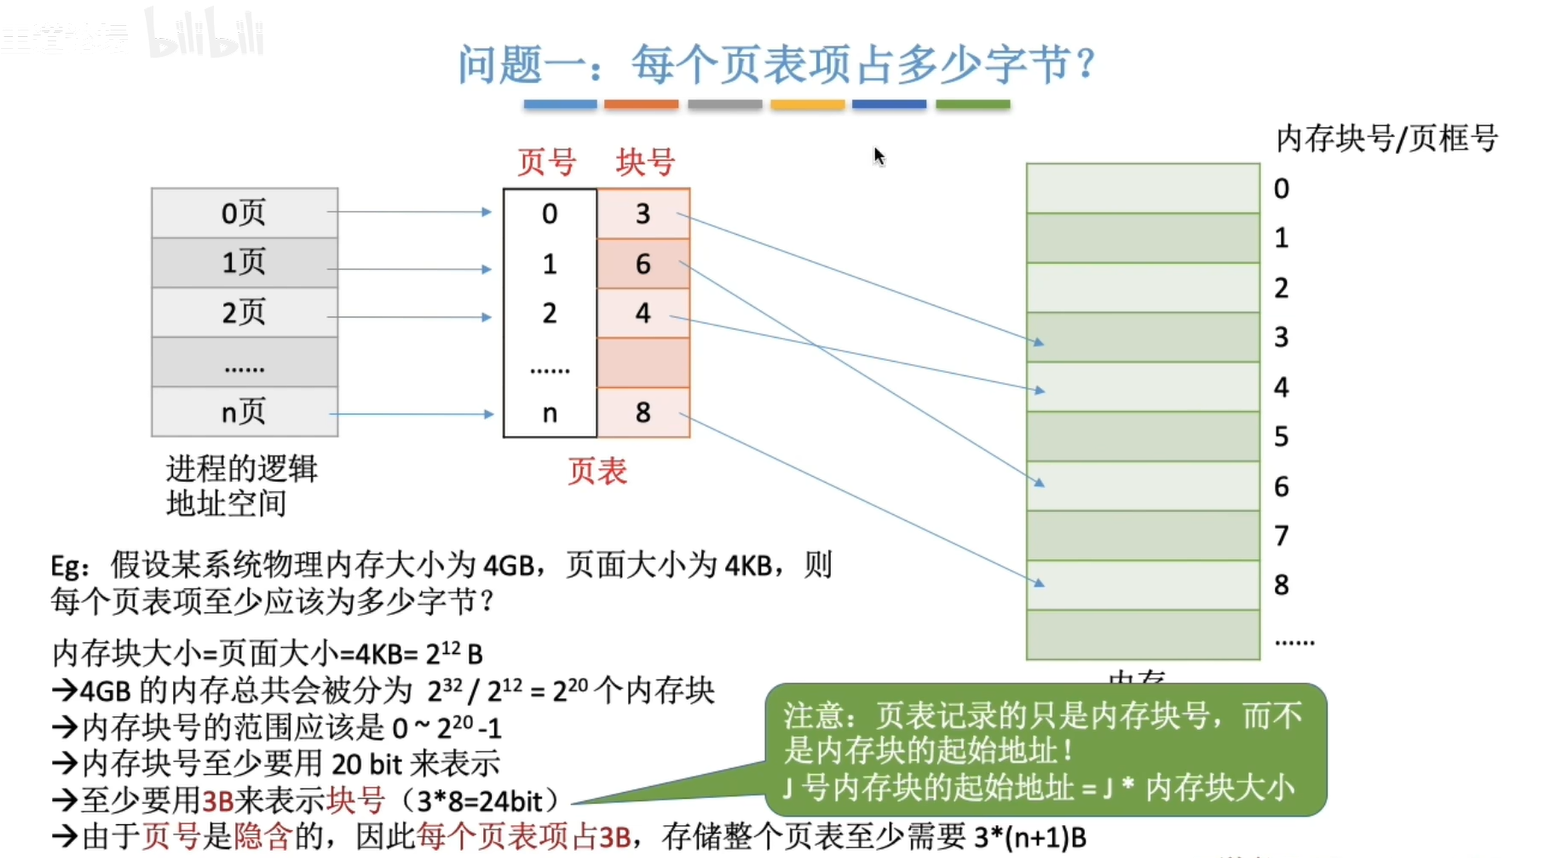 bilibili
问题一：每个页表项占多少字节？
内存块号/页框号
页号 块号
0页 0 3 0
1页 1 6 1
2页 2 4 2
...... ...... 3
n页 n 8 4
5
6
7
8
......
进程的逻辑
地址空间
页表
内存
Eg：假设某系统物理内存大小为 4GB，页面大小为 4KB，则
每个页表项至少应该为多少字节？
内存块大小=页面大小=4KB= 2¹² B
→4GB 的内存总共会被分为 2³² / 2¹² = 2²⁰ 个内存块
→内存块号的范围应该是 0 ~ 2²⁰ -1
→内存块号至少要用 20 bit 来表示
→至少要用3B来表示块号（3*8=24bit）
→由于页号是隐含的，因此每个页表项占3B，存储整个页表至少需要 3*(n+1)B
注意：页表记录的只是内存块号，而不
是内存块的起始地址！
J 号内存块的起始地址 = J * 内存块大小